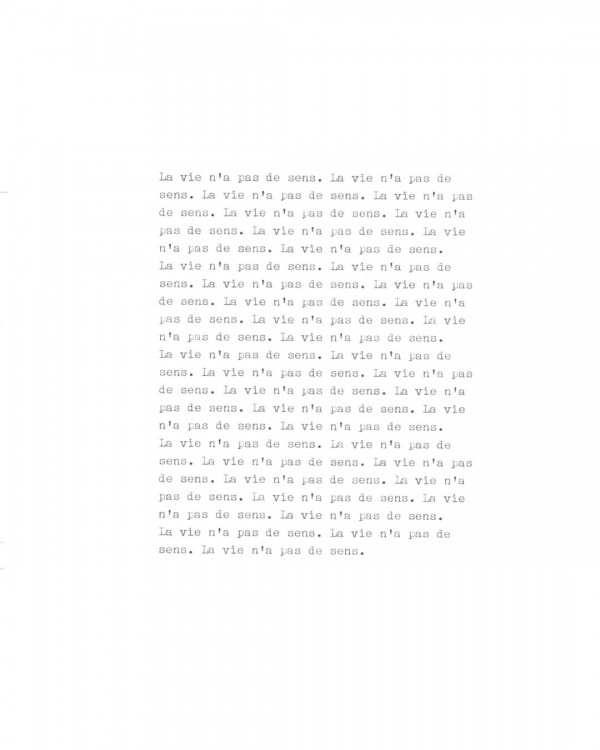 La vie n'a pas de sens. La vie n'a pas de
sens. La vie n'a pas de sens. La vie n'a pas
de sens. La vie n'a pas de sens. La vie n'a
pas de sens. La vie n'a pas de sens. La vie
n'a pas de sens. La vie n'a pas de sens.
La vie n'a pas de sens. La vie n'a pas de
sens. La vie n'a pas de sens. La vie n'a pas
de sens. La vie n'a pas de sens. La vie n'a
pas de sens. La vie n'a pas de sens. La vie
n'a pas de sens. La vie n'a pas de sens.
La vie n'a pas de sens. La vie n'a pas de
sens. La vie n'a pas de sens. La vie n'a pas
de sens. La vie n'a pas de sens. La vie n'a
pas de sens. La vie n'a pas de sens. La vie
n'a pas de sens. La vie n'a pas de sens.
La vie n'a pas de sens. La vie n'a pas de
sens. La vie n'a pas de sens. La vie n'a pas
de sens. La vie n'a pas de sens. La vie n'a
pas de sens. La vie n'a pas de sens. La vie
n'a pas de sens. La vie n'a pas de sens.
La vie n'a pas de sens. La vie n'a pas de
sens. La vie n'a pas de sens.